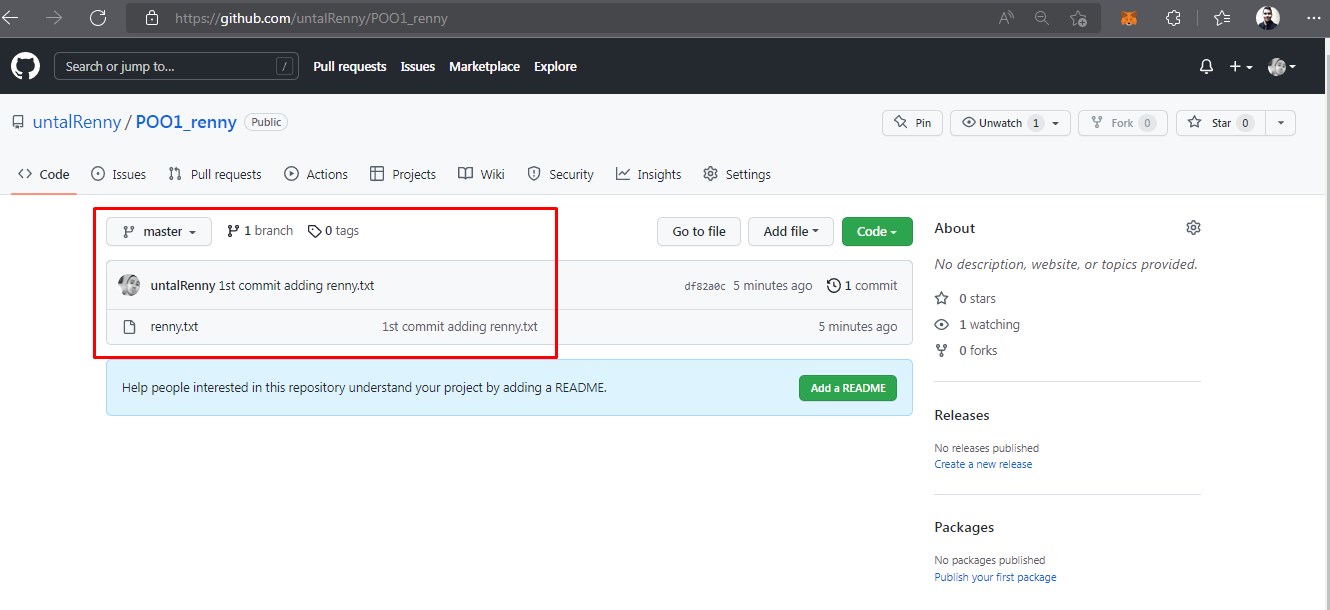 https://github.com/untalRenny/POO1_renny
Search or jump to... / Pull requests Issues Marketplace Explore
untalRenny / POO1_renny Public Pin Unwatch 1 Fork 0 Star 0
Code Issues Pull requests Actions Projects Wiki Security Insights Settings
master 1 branch 0 tags Go to file Add file Code
untalRenny 1st commit adding renny.txt df82a0c 5 minutes ago 1 commit
renny.txt 1st commit adding renny.txt 5 minutes ago
Help people interested in this repository understand your project by adding a README. Add a README
About
No description, website, or topics provided.
0 stars
1 watching
0 forks
Releases
No releases published
Create a new release
Packages
No packages published
Publish your first package